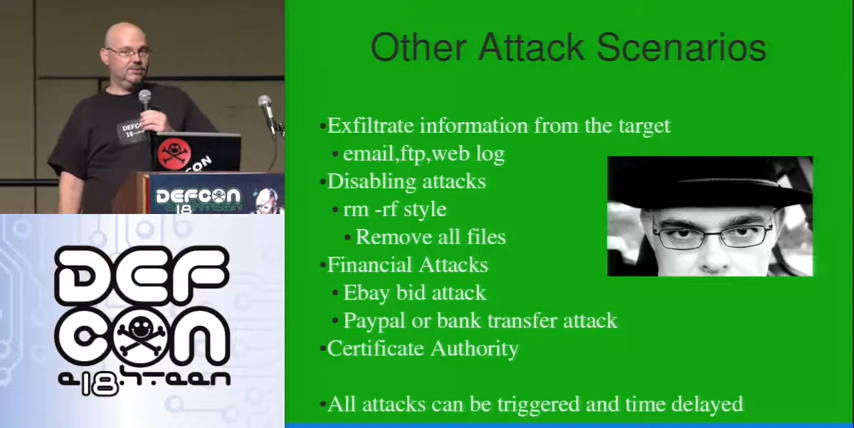 Other Attack Scenarios
•Exfiltrate information from the target
•email,ftp,web log
•Disabling attacks
•rm -rf style
•Remove all files
•Financial Attacks
•Ebay bid attack
•Paypal or bank transfer attack
•Certificate Authority
•All attacks can be triggered and time delayed
DEFCON
CON
DEFCON
18
DEF
CON
e18hteen